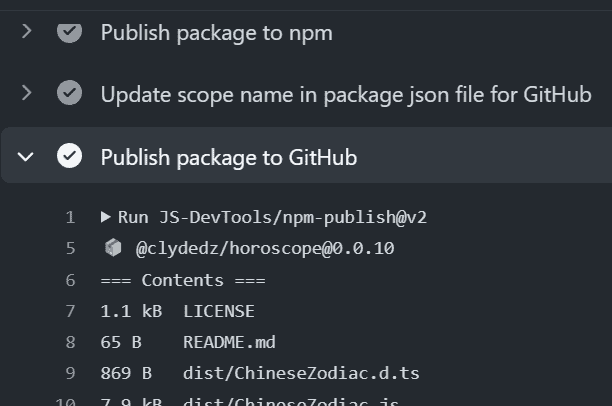 Publish package to npm
Update scope name in package json file for GitHub
Publish package to GitHub
1 Run JS-DevTools/npm-publish@v2
5 @clydedz/horoscope@0.0.10
6 === Contents ===
7 1.1 kB LICENSE
8 65 B README.md
9 869 B dist/ChineseZodiac.d.ts
10 7.9 kB dist/ChineseZodiac.js